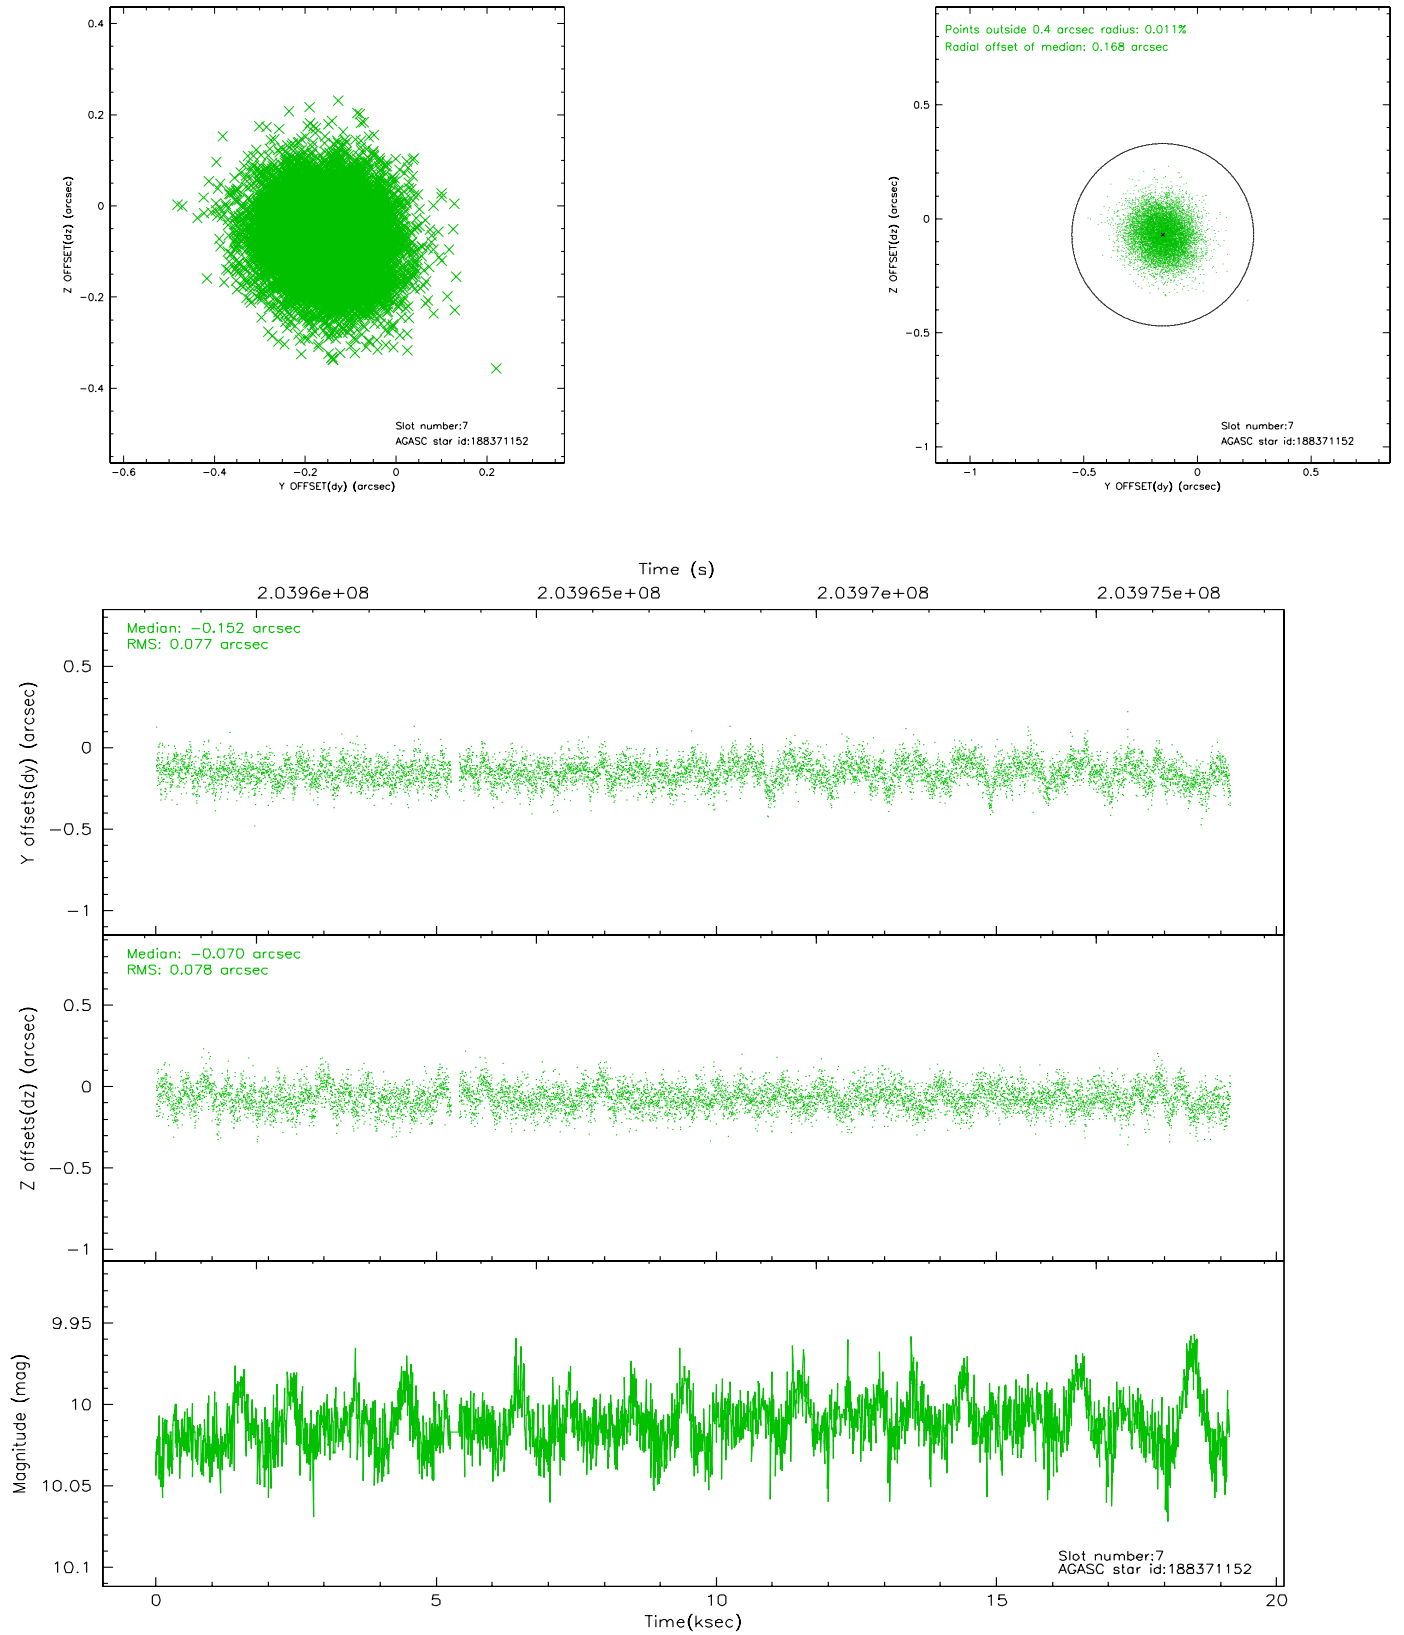 0.4
0.2
0
−0.2
−0.4
Z OFFSET(dz) (arcsec)
Slot number:7
AGASC star id:188371152
−0.6 −0.4 −0.2 0 0.2
Y OFFSET(dy) (arcsec)
Points outside 0.4 arcsec radius: 0.011%
Radial offset of median: 0.168 arcsec
0.5
0
−0.5
−1
Z OFFSET(dz) (arcsec)
Slot number:7
AGASC star id:188371152
−1 −0.5 0 0.5
Y OFFSET(dy) (arcsec)
Time (s)
2.0396e+08 2.03965e+08 2.0397e+08 2.03975e+08
Median: −0.152 arcsec
RMS: 0.077 arcsec
0.5
0
−0.5
−1
Y offsets(dy) (arcsec)
Median: −0.070 arcsec
RMS: 0.078 arcsec
0.5
0
−0.5
−1
Z offsets(dz) (arcsec)
9.95
10
10.05
10.1
Magnitude (mag)
Slot number:7
AGASC star id:188371152
0 5 10 15 20
Time(ksec)